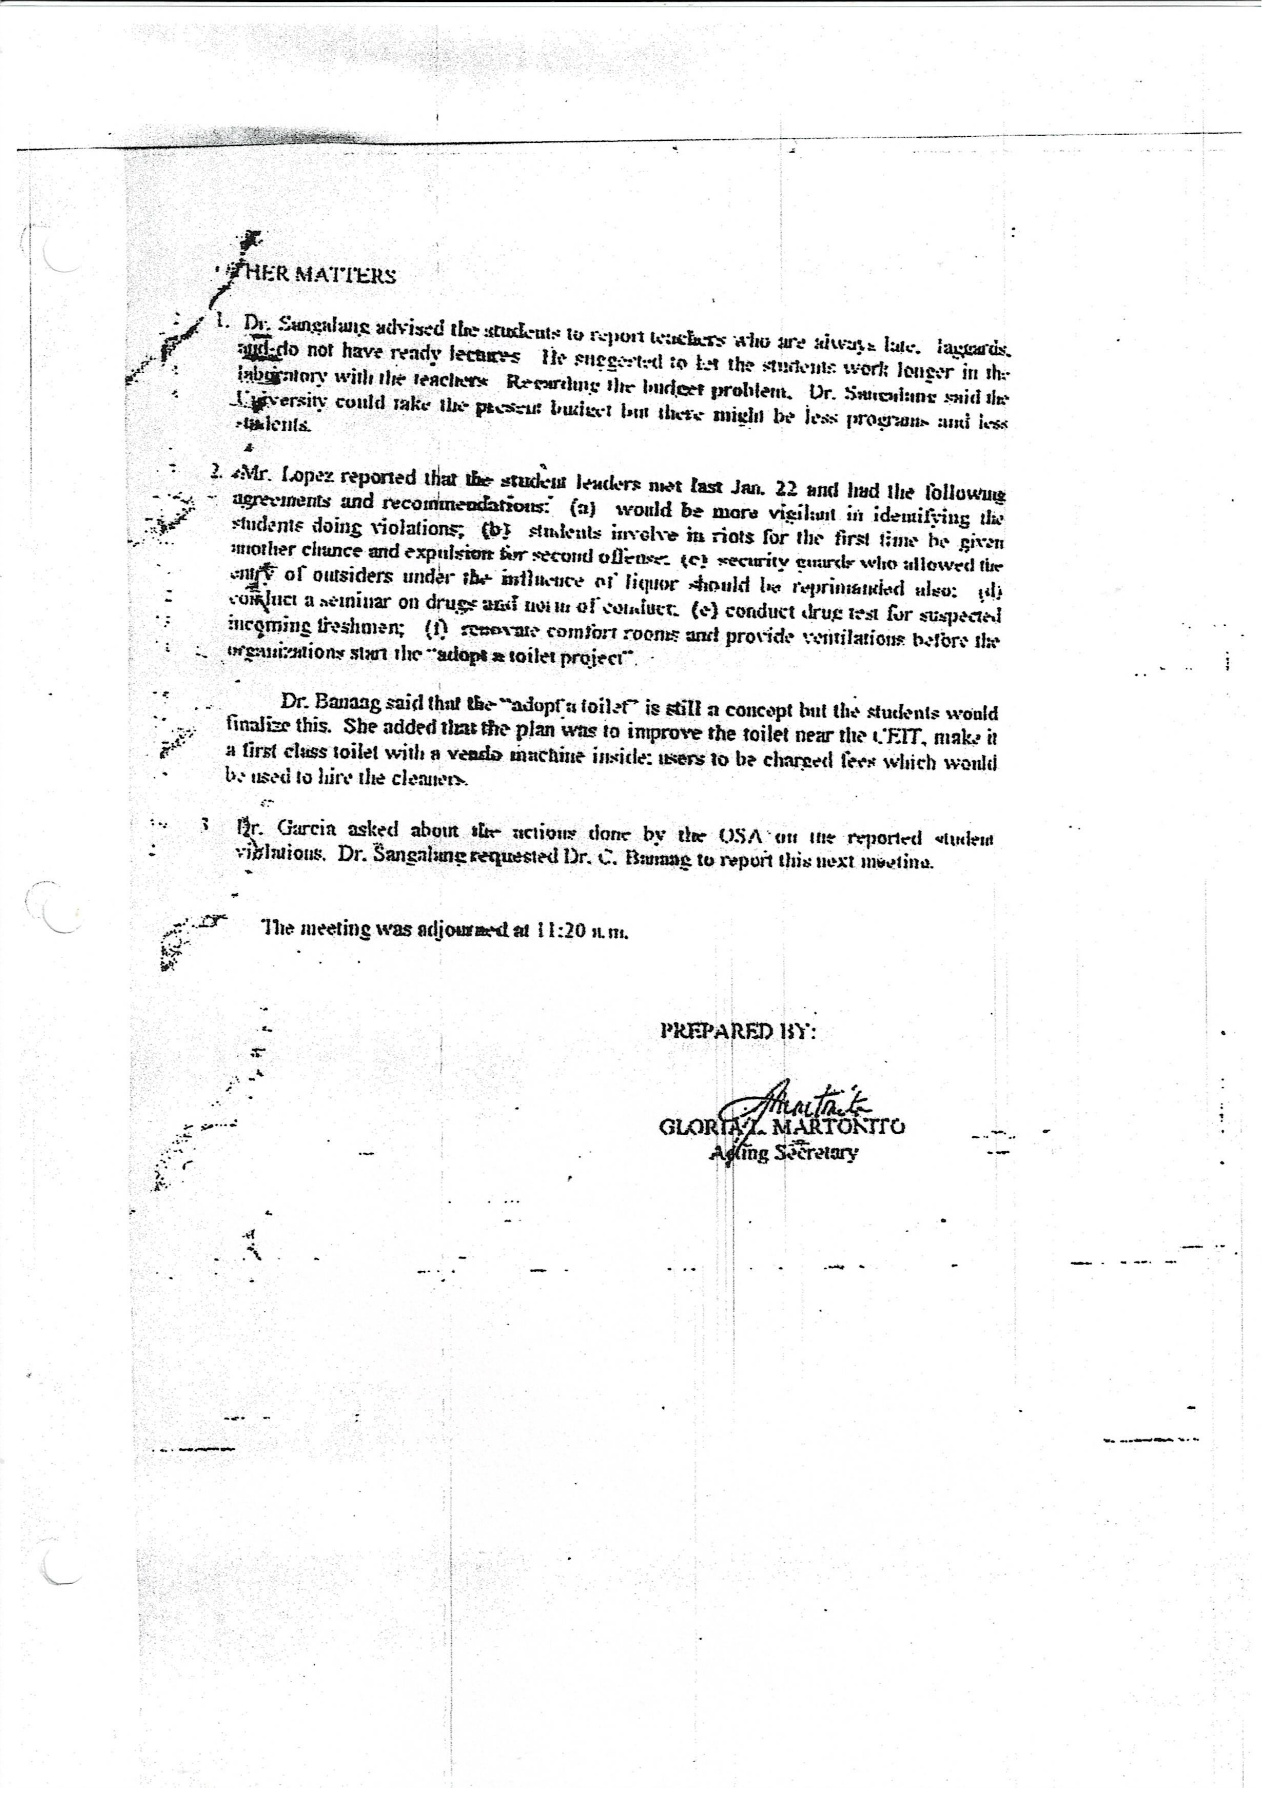 THER MATTERS
1. Dr. Sangalang advised the students to report teachers who are always late, laggards,
and do not have ready lectures He suggested to let the students work longer in the
laboratory with the teachers Regarding the budget problem, Dr. Sangalang said the
University could take the present budget but there might be less programs and less
students.
2. Mr. Lopez reported that the student leaders met last Jan. 22 and had the following
agreements and recommendations: (a) would be more vigilant in identifying the
students doing violations; (b) students involve in riots for the first time be given
another chance and expulsion for second offense; (c) security guards who allowed the
entry of outsiders under the influence of liquor should be reprimanded also; (d)
conduct a seminar on drugs and norm of conduct; (e) conduct drug test for suspected
incoming freshmen; (f) renovate comfort rooms and provide ventilations before the
organizations start the "adopt a toilet project".
Dr. Banaag said that the "adopt a toilet" is still a concept but the students would
finalize this. She added that the plan was to improve the toilet near the CEIT, make it
a first class toilet with a vendo machine inside; users to be charged fees which would
be used to hire the cleaners.
3 Dr. Garcia asked about the actions done by the OSA on the reported student
violations. Dr. Sangalang requested Dr. C. Banaag to report this next meeting.
The meeting was adjourned at 11:20 a.m.
PREPARED BY:
GLORIA L. MARTONITO
Acting Secretary